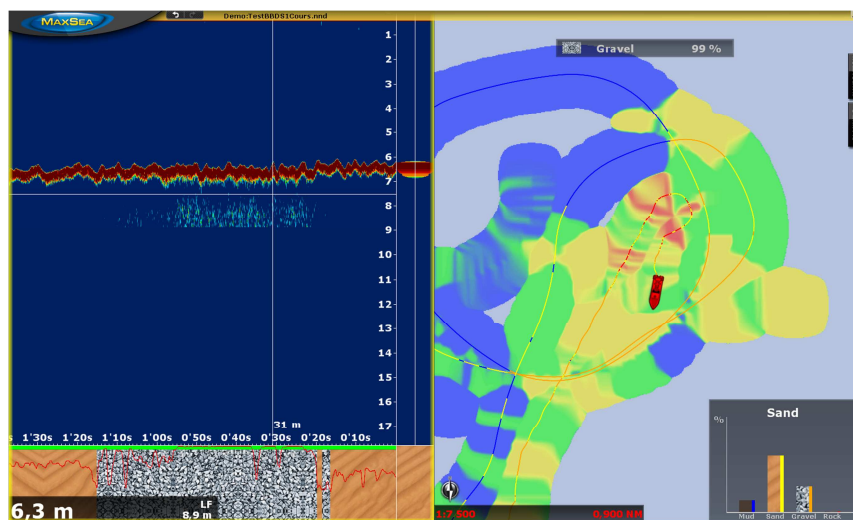 MAXSEA
Demo:TestBBDS1Cours.nnd
Gravel 99 %
1
2
3
4
5
6
7
8
9
10
11
12
13
14
15
16
17
31 m
s 1'30s 1'20s 1'10s 1'00s 0'50s 0'40s 0'30s 0'20s 0'10s
6,3 m
LF
8,9 m
1:7 500 0,900 NM
Sand
%
Mud Sand Gravel Rock